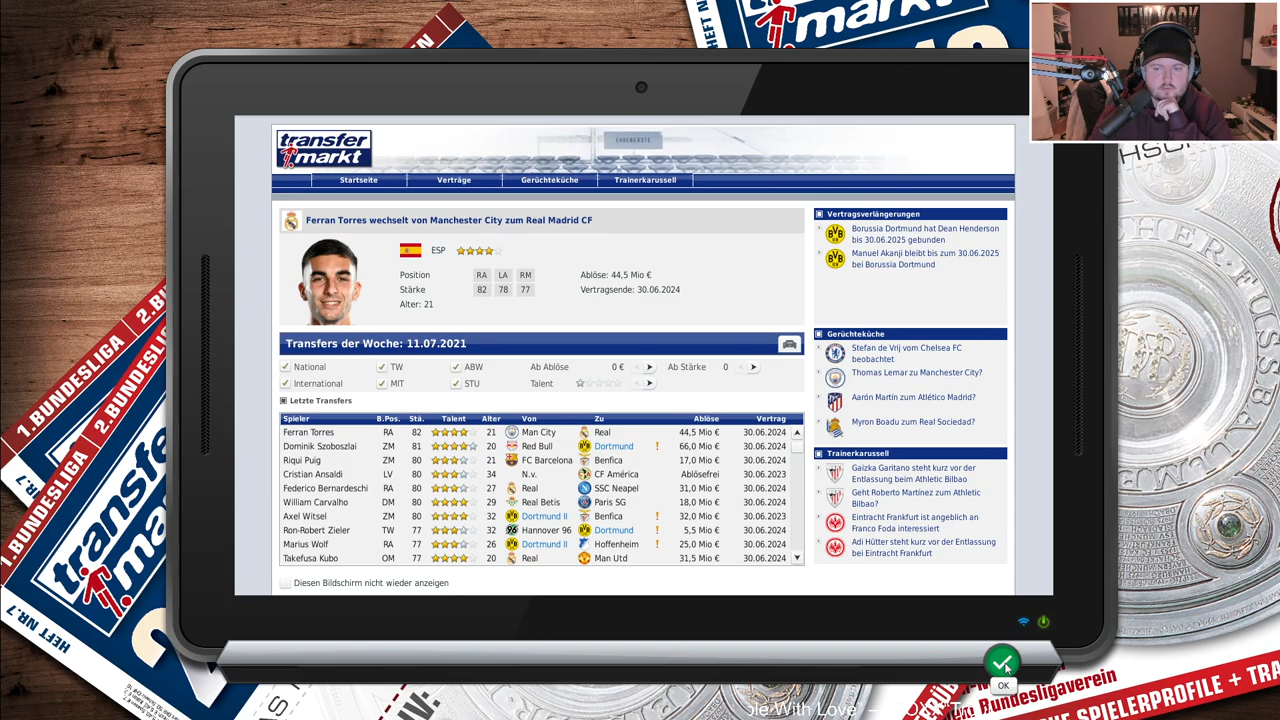 transfer
markt
NEW YORK
EHRENGÄSTE
transfer
markt
Startseite Verträge Gerüchteküche Trainerkarussell
Ferran Torres wechselt von Manchester City zum Real Madrid CF
ESP
Position RA LA RM Ablöse: 44,5 Mio €
Stärke 82 78 77 Vertragsende: 30.06.2024
Alter: 21
Transfers der Woche: 11.07.2021
National TW ABW Ab Ablöse 0 € Ab Stärke 0
International MIT STU Talent
Letzte Transfers
Spieler B.Pos. Stä. Talent Alter Von Zu Ablöse Vertrag
Ferran Torres RA 82 21 Man City Real 44,5 Mio € 30.06.2024
Dominik Szoboszlai ZM 81 20 Red Bull Dortmund ! 66,0 Mio € 30.06.2024
Riqui Puig ZM 80 21 FC Barcelona Benfica 17,0 Mio € 30.06.2024
Cristian Ansaldi LV 80 34 N.v. CF América Ablösefrei 30.06.2023
Federico Bernardeschi RA 80 27 Real SSC Neapel 31,0 Mio € 30.06.2024
William Carvalho DM 80 29 Real Betis Paris SG 18,0 Mio € 30.06.2024
Axel Witsel ZM 80 32 Dortmund II Benfica ! 32,0 Mio € 30.06.2023
Ron-Robert Zieler TW 77 32 Hannover 96 Dortmund ! 5,5 Mio € 30.06.2024
Marius Wolf RA 77 26 Dortmund II Hoffenheim ! 25,0 Mio € 30.06.2024
Takefusa Kubo OM 77 20 Real Man Utd 31,5 Mio € 30.06.2024
Diesen Bildschirm nicht wieder anzeigen
Vertragsverlängerungen
Borussia Dortmund hat Dean Henderson
bis 30.06.2025 gebunden
Manuel Akanji bleibt bis zum 30.06.2025
bei Borussia Dortmund
Gerüchteküche
Stefan de Vrij vom Chelsea FC
beobachtet
Thomas Lemar zu Manchester City?
Aarón Martín zum Atlético Madrid?
Myron Boadu zum Real Sociedad?
Trainerkarussell
Gaizka Garitano steht kurz vor der
Entlassung beim Athletic Bilbao
Geht Roberto Martínez zum Athletic
Bilbao?
Eintracht Frankfurt ist angeblich an
Franco Foda interessiert
Adi Hütter steht kurz vor der Entlassung
bei Eintracht Frankfurt
OK
1.BUNDESLIGA 2.BUNDESLIGA
HEFT NR.7
Bundesligaverein
SPIELERPROFILE + TRA
With Love